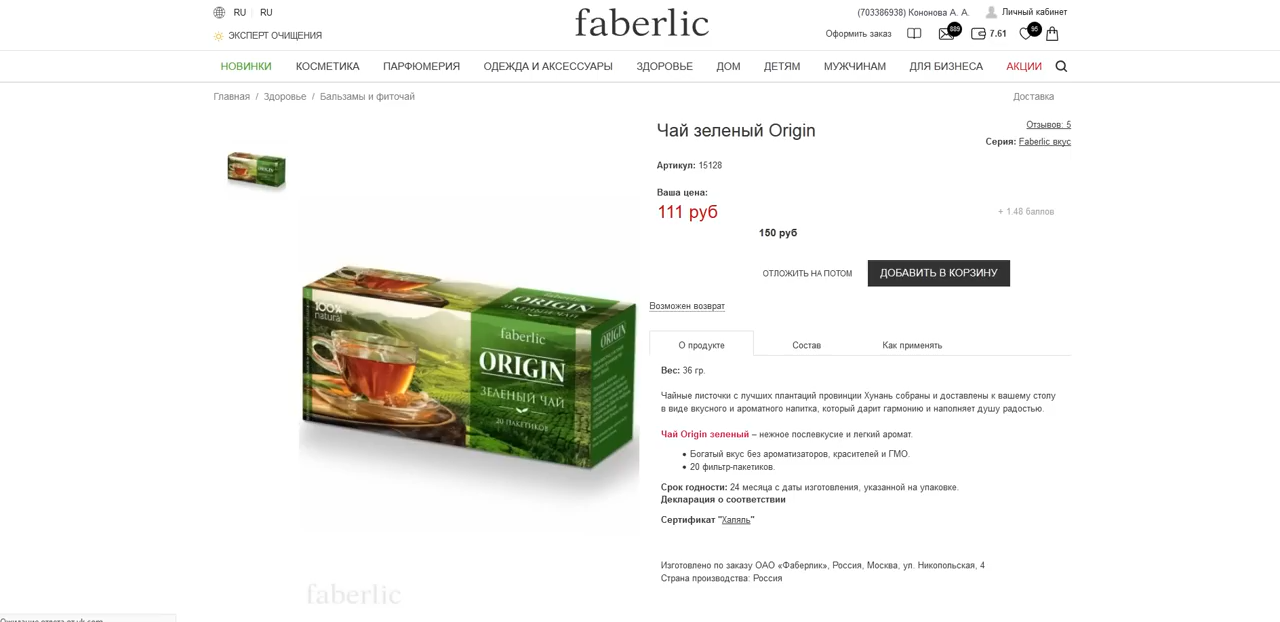 RU RU
(703386938) Кононова А. А.
Личный кабинет
faberlic
ЭКСПЕРТ ОЧИЩЕНИЯ
Оформить заказ
889
7.61
НОВИНКИ КОСМЕТИКА ПАРФЮМЕРИЯ ОДЕЖДА И АКСЕССУАРЫ ЗДОРОВЬЕ ДОМ ДЕТЯМ МУЖЧИНАМ ДЛЯ БИЗНЕСА АКЦИИ
Главная / Здоровье / Бальзамы и фиточай
Доставка
Чай зеленый Origin
Отзывов: 5
Серия: Faberlic вкус
Артикул: 15128
Ваша цена:
111 руб
+ 1.48 баллов
150 руб
ОТЛОЖИТЬ НА ПОТОМ
ДОБАВИТЬ В КОРЗИНУ
Возможен возврат
О продукте Состав Как применять
Вес: 36 гр.
Чайные листочки с лучших плантаций провинции Хунань собраны и доставлены к вашему столу
в виде вкусного и ароматного напитка, который дарит гармонию и наполняет душу радостью.
Чай Origin зеленый – нежное послевкусие и легкий аромат.
• Богатый вкус без ароматизаторов, красителей и ГМО.
• 20 фильтр-пакетиков.
Срок годности: 24 месяца с даты изготовления, указанной на упаковке.
Декларация о соответствии
Сертификат "Халяль"
Изготовлено по заказу ОАО «Фаберлик», Россия, Москва, ул. Никопольская, 4
Страна производства: Россия
ORIGIN
ЗЕЛЕНЫЙ ЧАЙ
100%
natural
faberlic
ORIGIN
ЗЕЛЕНЫЙ ЧАЙ
20 ПАКЕТИКОВ
ORIGIN
faberlic